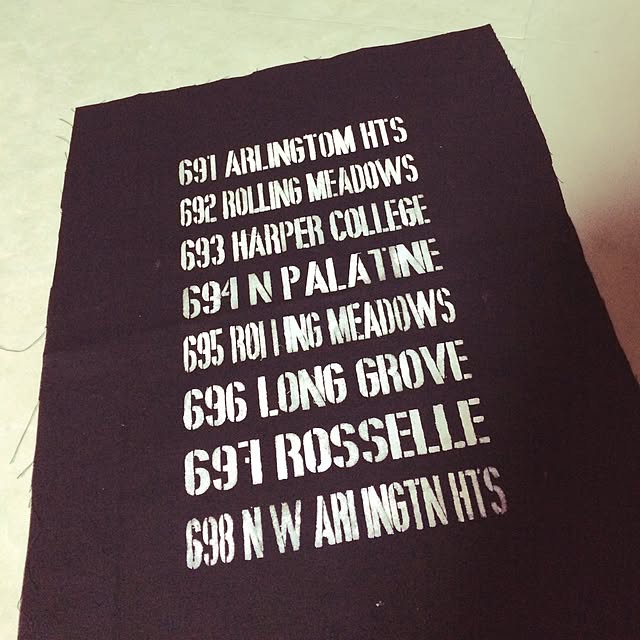 691 ARLINGTOM HTS
692 ROLLING MEADOWS
693 HARPER COLLEGE
694 N PALATINE
695 ROLLING MEADOWS
696 LONG GROVE
697 ROSSELLE
698 N W ARLINGTN HTS